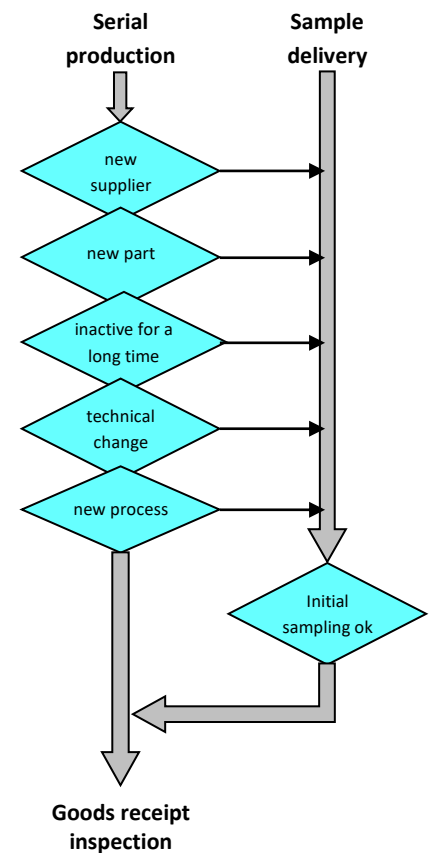 Serial
production
Sample
delivery
new
supplier
new part
inactive for a
long time
technical
change
new process
Initial
sampling ok
Goods receipt
inspection